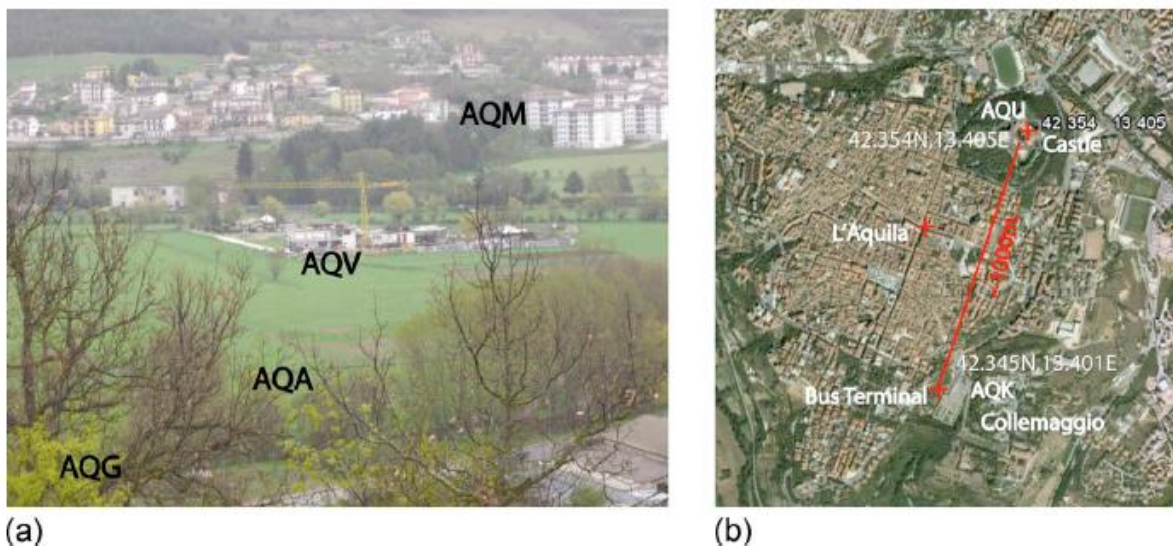 AQM
AQV
AQA
AQG
(a)
AQU
42 354 13 405
42.354N,13.405E
Castle
L'Aquila
~1000m
42.345N,13.401E
Bus Terminal
AQK
Collemaggio
(b)